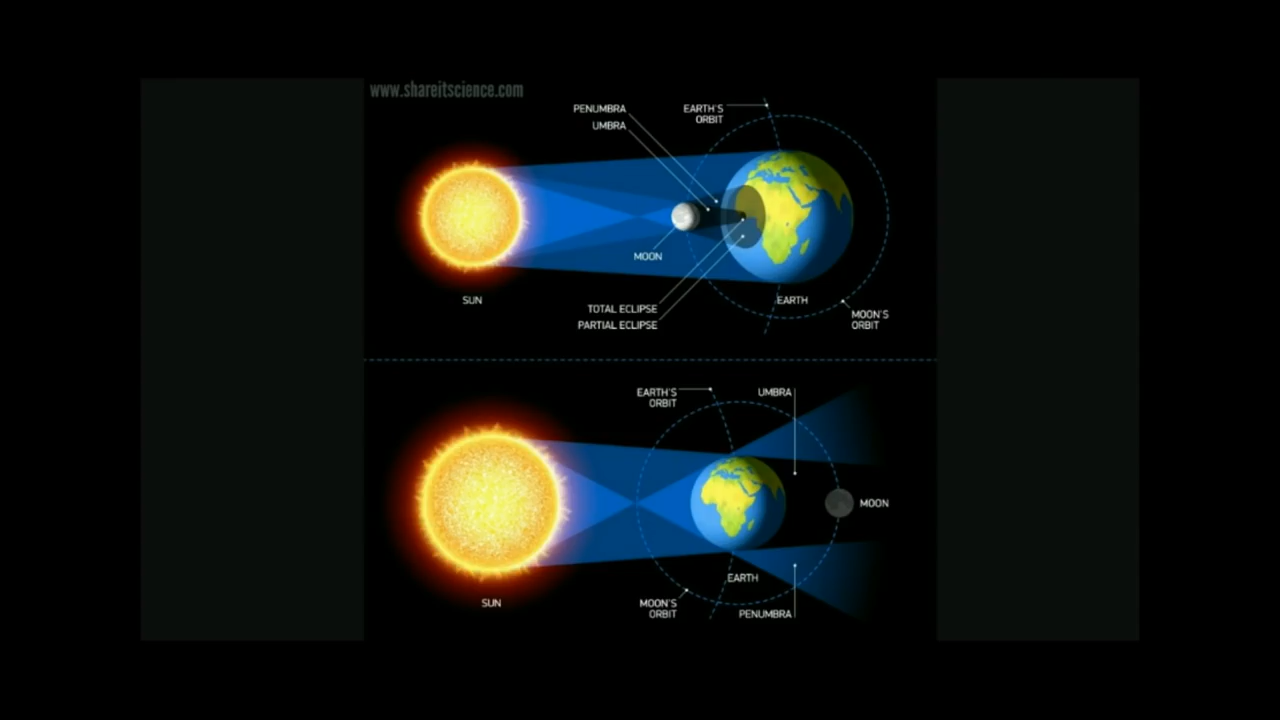 www.shareitscience.com
PENUMBRA
UMBRA
EARTH'S
ORBIT
MOON
SUN
TOTAL ECLIPSE
PARTIAL ECLIPSE
EARTH
MOON'S
ORBIT
EARTH'S
ORBIT
UMBRA
MOON
EARTH
SUN
MOON'S
ORBIT
PENUMBRA